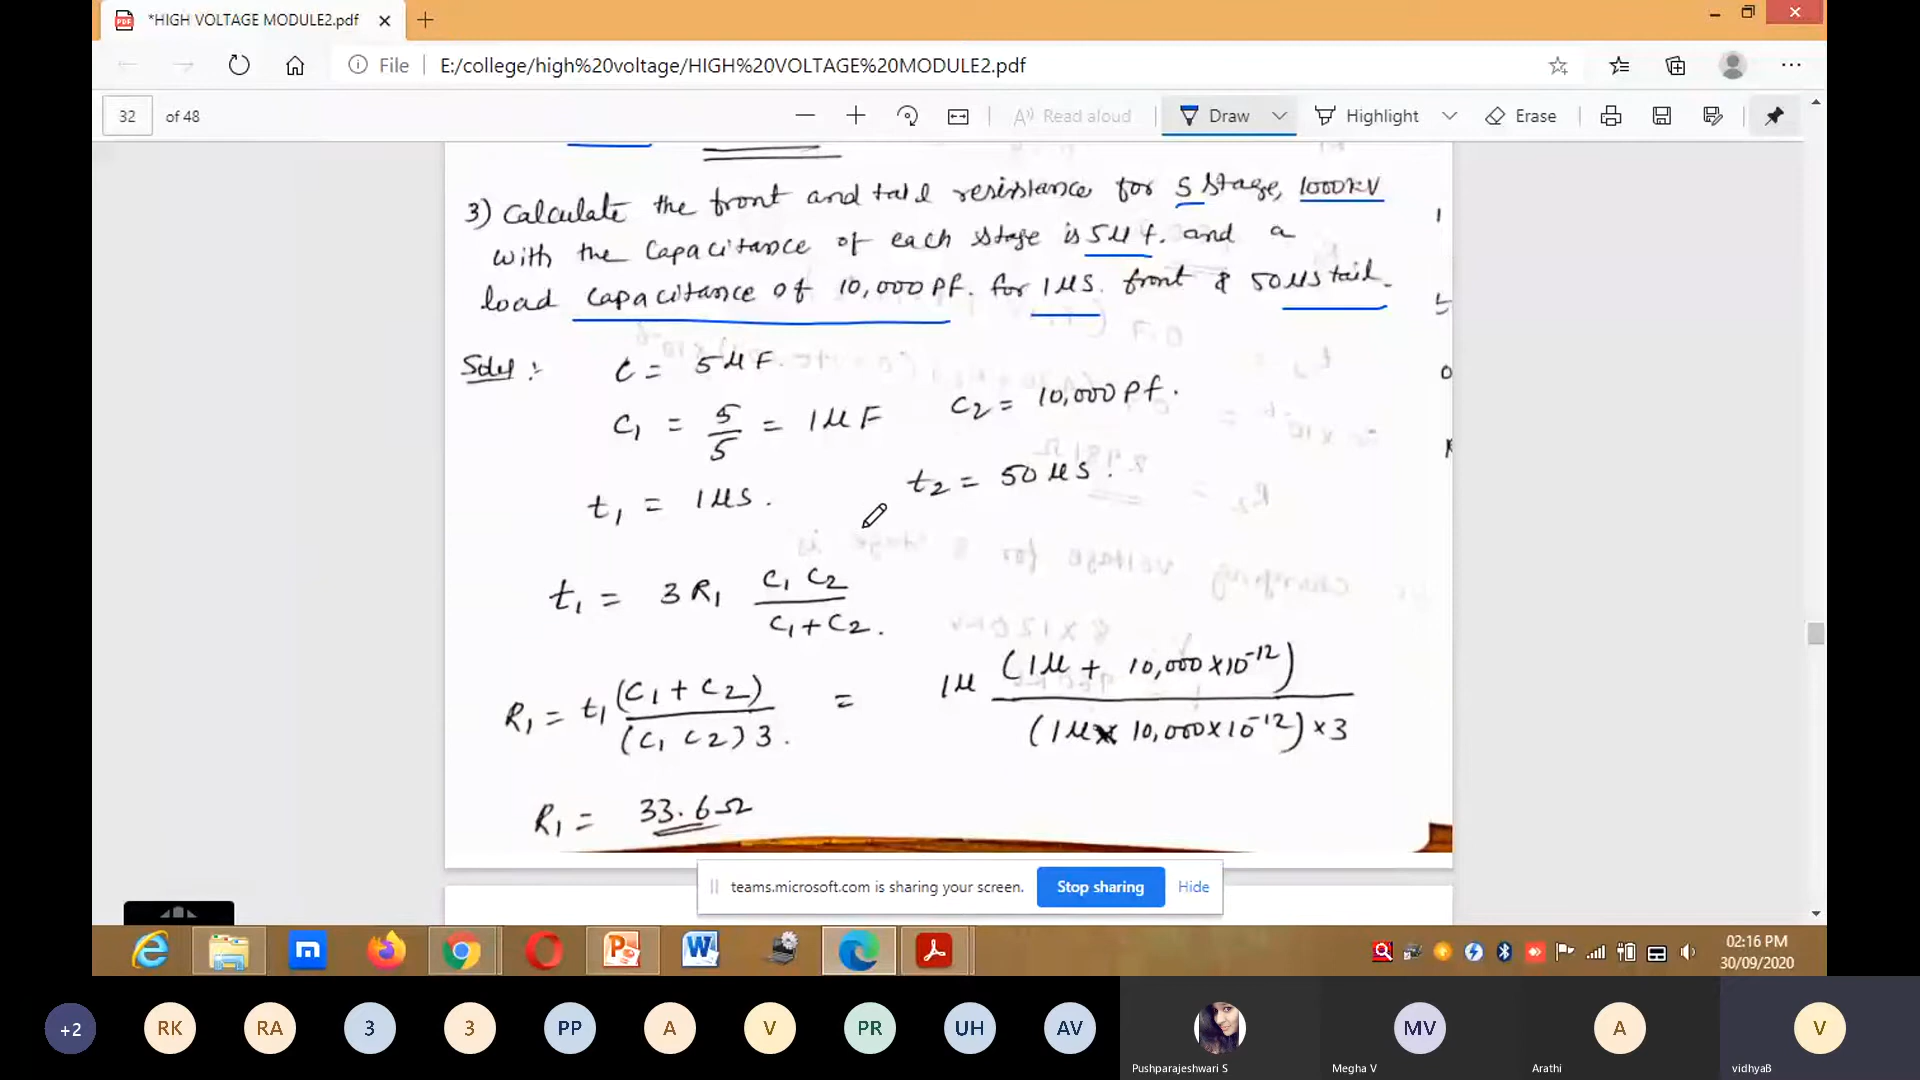 *HIGH VOLTAGE MODULE2.pdf
File E:/college/high%20voltage/HIGH%20VOLTAGE%20MODULE2.pdf
32 of 48 Read aloud Draw Highlight Erase
3) Calculate the front and tail resistance for 5 stage, 1000kV
with the capacitance of each stage is 5μf. and a
load capacitance of 10,000 pf. for 1μs. front & 50μs tail.
C = 5μF.
C₁ = 5/5 = 1μF C₂ = 10,000 pf.
t₁ = 1μs. t₂ = 50μs.
t₁ = 3R₁ C₁C₂/C₁+C₂.
R₁ = t₁ (C₁+C₂)/(C₁C₂)3. = 1μ (1μ + 10,000×10⁻¹²)/(1μ× 10,000×10⁻¹²)×3
R₁ = 33.6Ω
teams.microsoft.com is sharing your screen. Stop sharing Hide
02:16 PM
30/09/2020
+2 RK RA 3 3 PP A V PR UH AV MV A V
Pushparajeshwari S Megha V Arathi vidhyaB